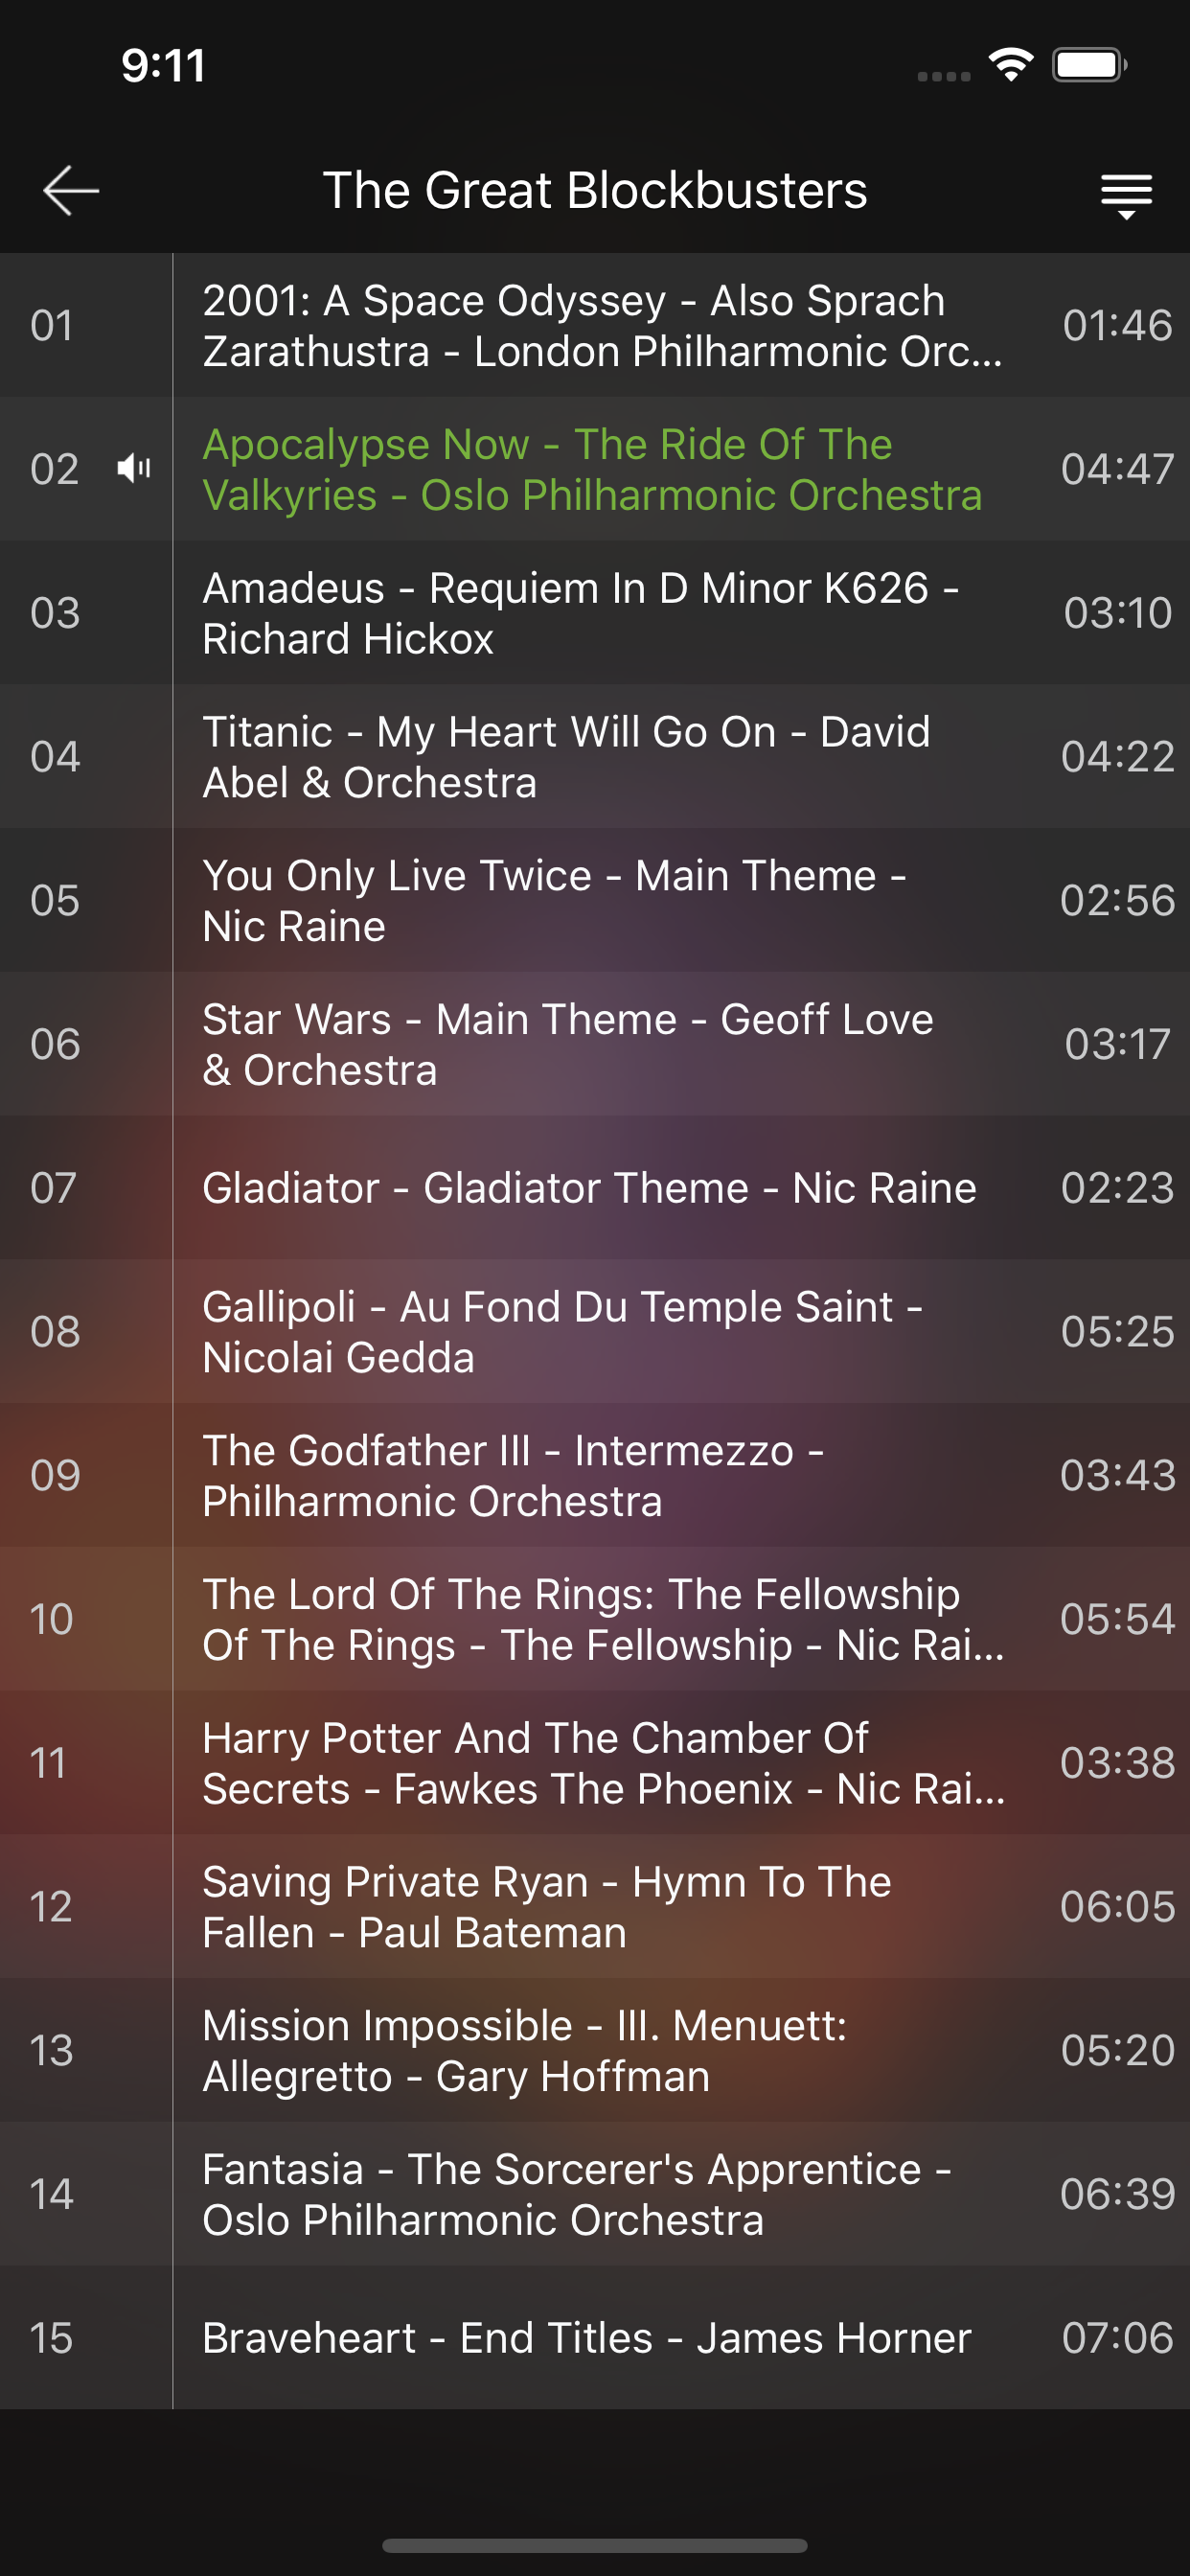 9:11
The Great Blockbusters
01
2001: A Space Odyssey - Also Sprach
Zarathustra - London Philharmonic Orc...
01:46
02
Apocalypse Now - The Ride Of The
Valkyries - Oslo Philharmonic Orchestra
04:47
03
Amadeus - Requiem In D Minor K626 -
Richard Hickox
03:10
04
Titanic - My Heart Will Go On - David
Abel & Orchestra
04:22
05
You Only Live Twice - Main Theme -
Nic Raine
02:56
06
Star Wars - Main Theme - Geoff Love
& Orchestra
03:17
07
Gladiator - Gladiator Theme - Nic Raine
02:23
08
Gallipoli - Au Fond Du Temple Saint -
Nicolai Gedda
05:25
09
The Godfather III - Intermezzo -
Philharmonic Orchestra
03:43
10
The Lord Of The Rings: The Fellowship
Of The Rings - The Fellowship - Nic Rai...
05:54
11
Harry Potter And The Chamber Of
Secrets - Fawkes The Phoenix - Nic Rai...
03:38
12
Saving Private Ryan - Hymn To The
Fallen - Paul Bateman
06:05
13
Mission Impossible - III. Menuett:
Allegretto - Gary Hoffman
05:20
14
Fantasia - The Sorcerer's Apprentice -
Oslo Philharmonic Orchestra
06:39
15
Braveheart - End Titles - James Horner
07:06